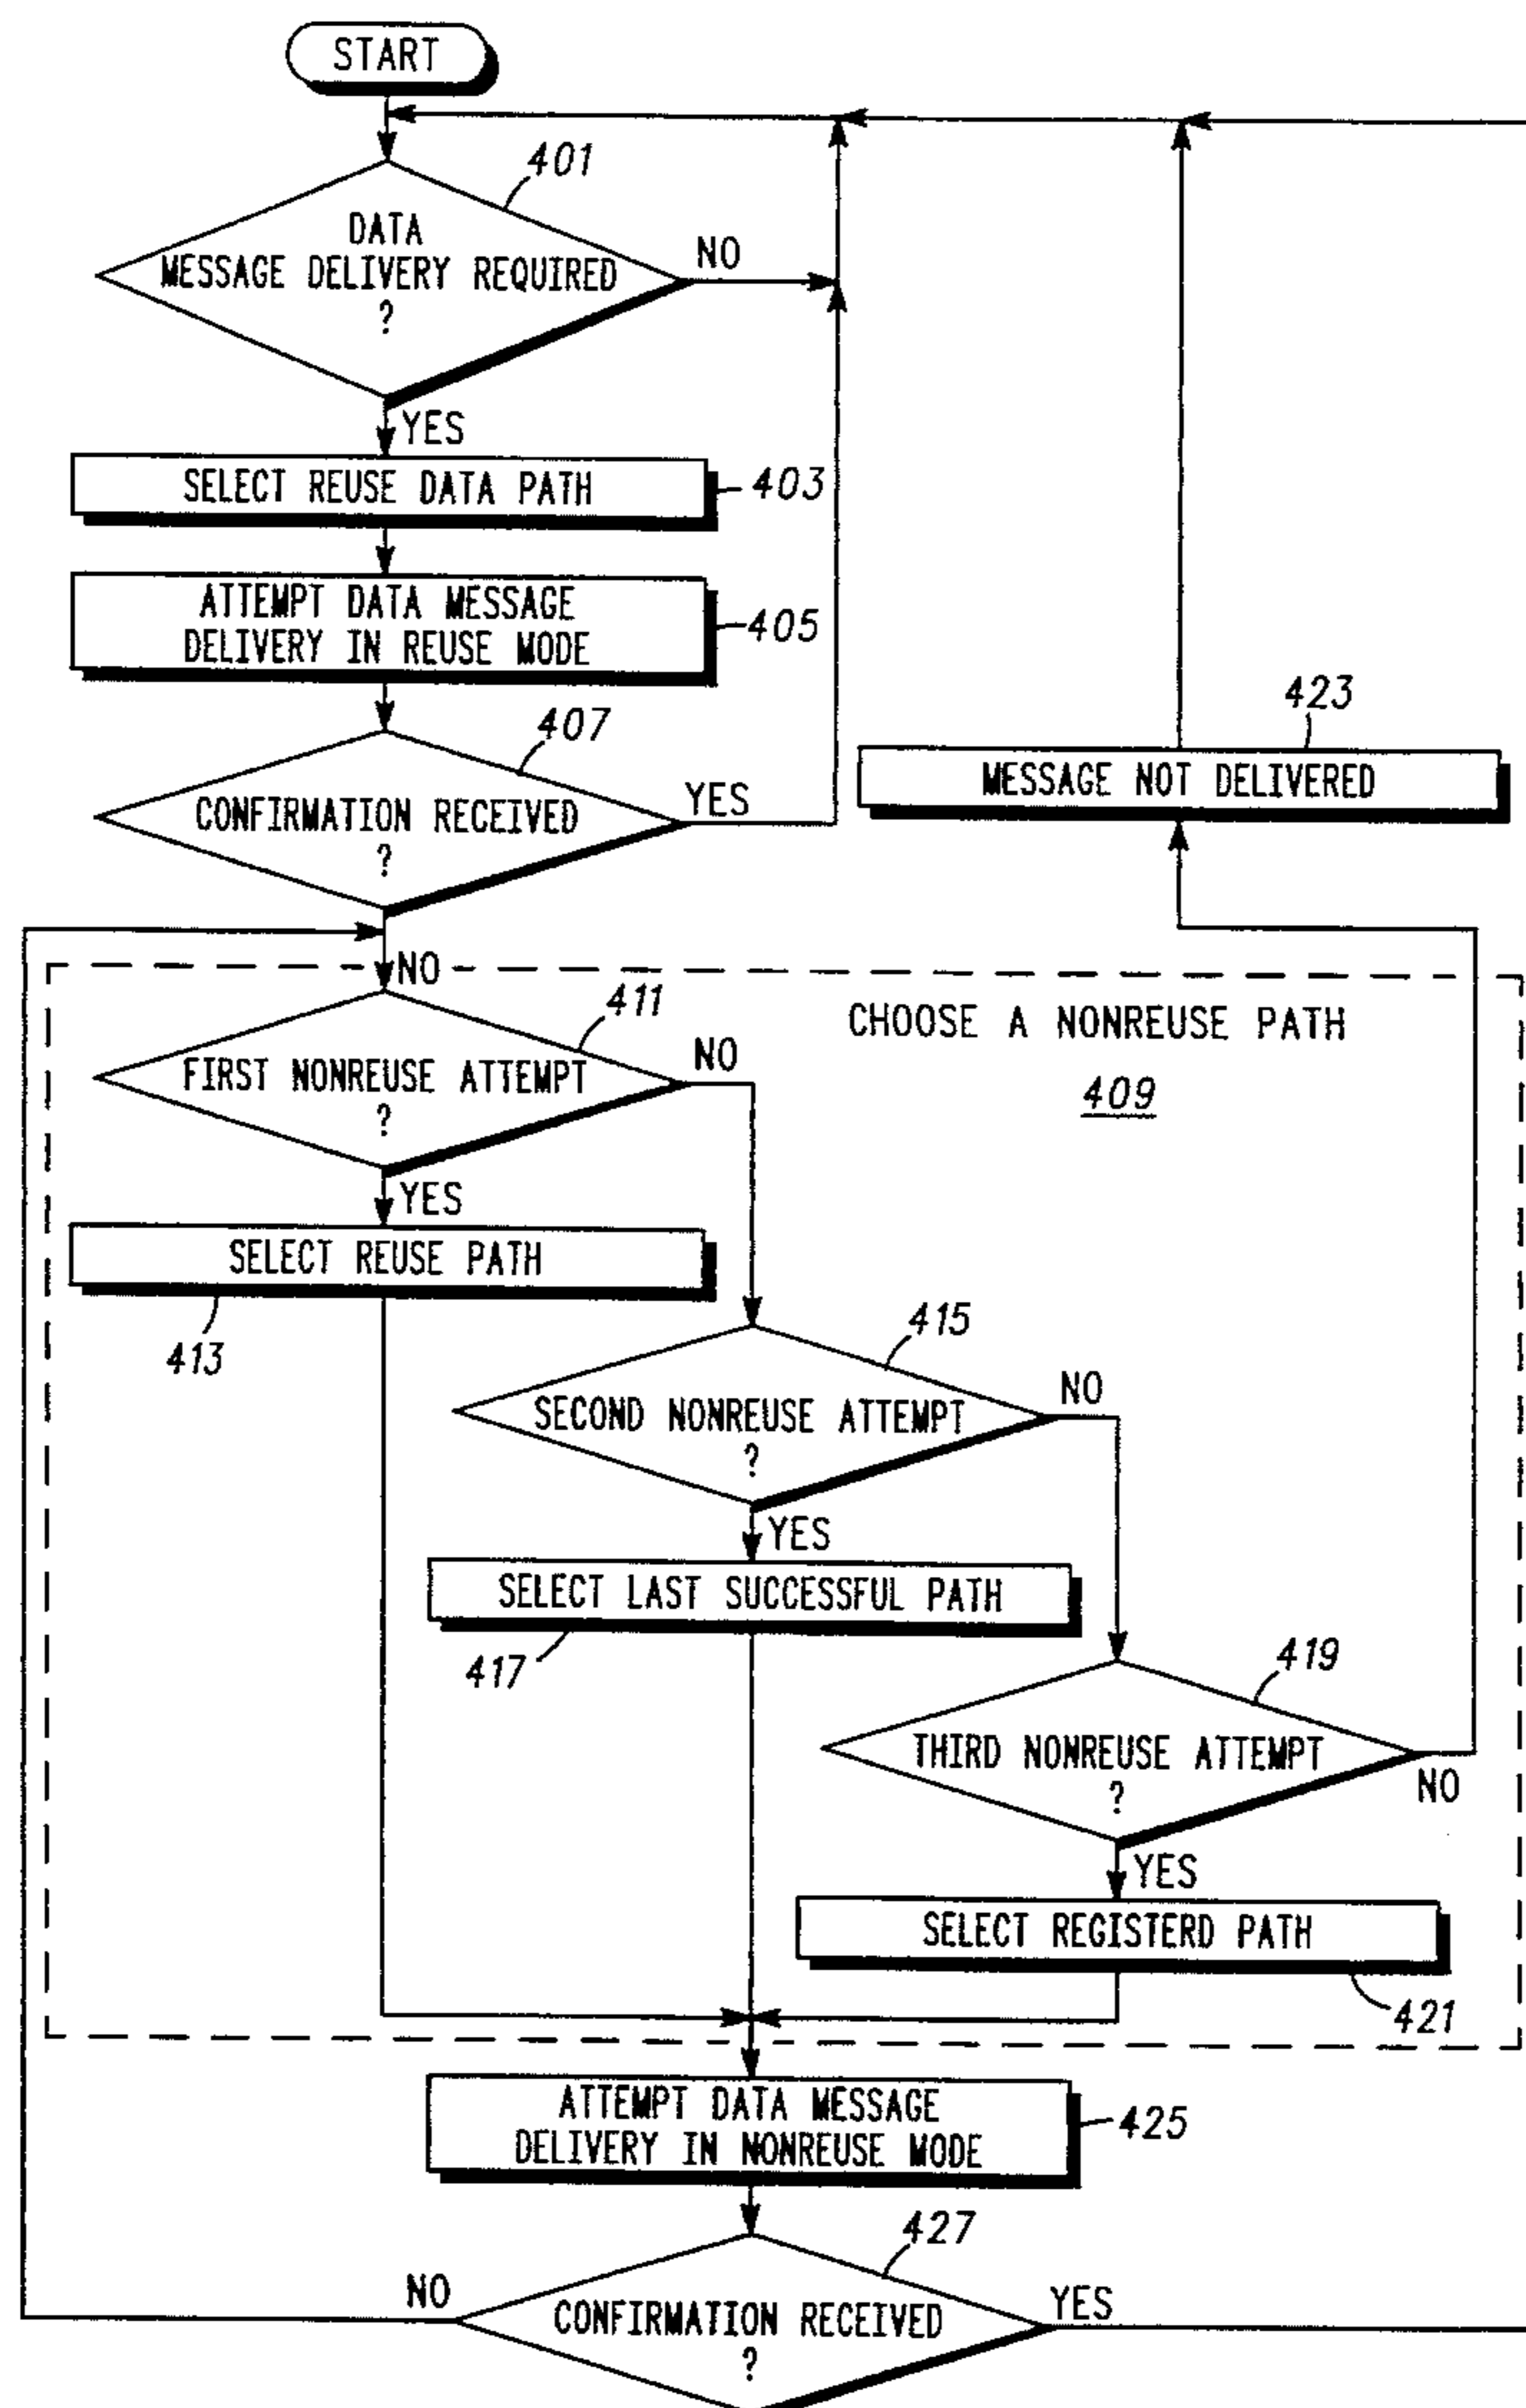 START
401
DATA
MESSAGE DELIVERY REQUIRED
?
NO
YES
SELECT REUSE DATA PATH
403
ATTEMPT DATA MESSAGE
DELIVERY IN REUSE MODE
405
407
CONFIRMATION RECEIVED
?
YES
423
MESSAGE NOT DELIVERED
NO
CHOOSE A NONREUSE PATH
409
411
FIRST NONREUSE ATTEMPT
?
NO
YES
SELECT REUSE PATH
413
415
SECOND NONREUSE ATTEMPT
?
NO
YES
SELECT LAST SUCCESSFUL PATH
417
419
THIRD NONREUSE ATTEMPT
?
NO
YES
SELECT REGISTERD PATH
421
ATTEMPT DATA MESSAGE
DELIVERY IN NONREUSE MODE
425
427
NO
CONFIRMATION RECEIVED
?
YES